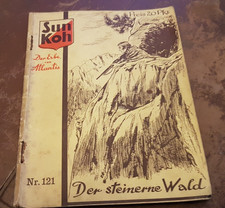 Preis 20 Pfg
Sun
Koh
Der Erbe
von
Atlantis
Nr. 121
Der steinerne Wald